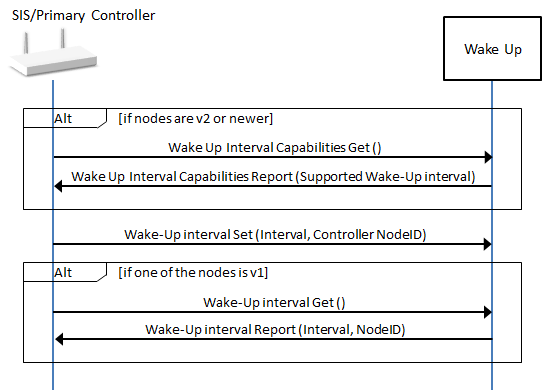 SIS/Primary Controller
Wake Up
Alt
[if nodes are v2 or newer]
Wake Up Interval Capabilities Get ()
Wake Up Interval Capabilities Report (Supported Wake-Up interval)
Wake-Up interval Set (Interval, Controller NodeID)
Alt
[if one of the nodes is v1]
Wake-Up interval Get ()
Wake-Up interval Report (Interval, NodeID)